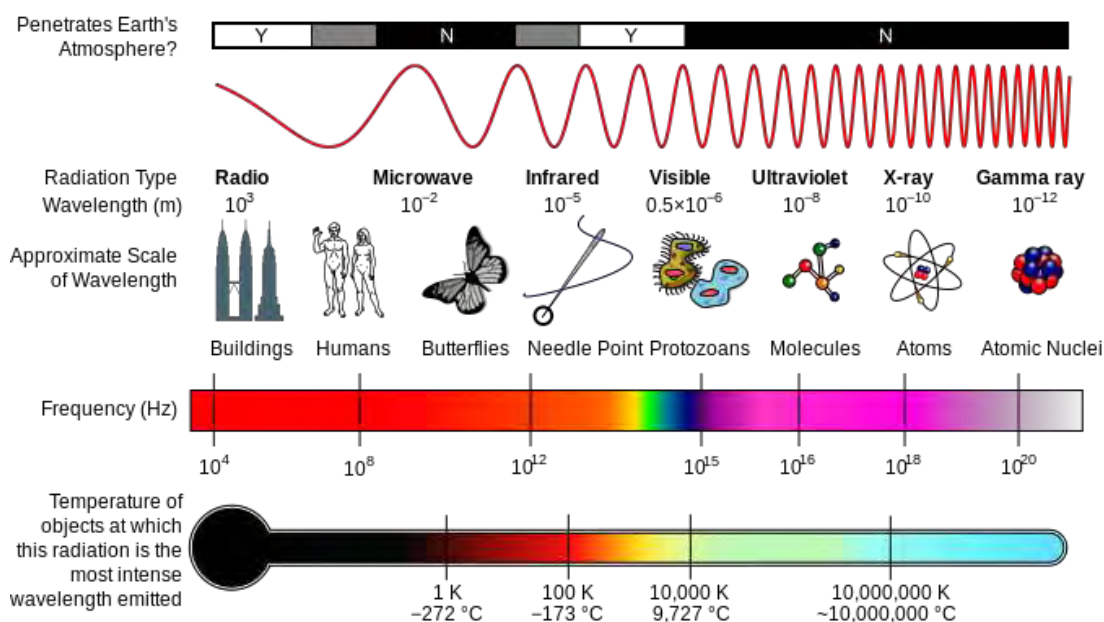 Penetrates Earth's
Atmosphere?
Y N Y N
Radiation Type
Wavelength (m)
Radio Microwave Infrared Visible Ultraviolet X-ray Gamma ray
10³ 10⁻² 10⁻⁵ 0.5×10⁻⁶ 10⁻⁸ 10⁻¹⁰ 10⁻¹²
Approximate Scale
of Wavelength
Buildings Humans Butterflies Needle Point Protozoans Molecules Atoms Atomic Nuclei
Frequency (Hz)
10⁴ 10⁸ 10¹² 10¹⁵ 10¹⁶ 10¹⁸ 10²⁰
Temperature of
objects at which
this radiation is the
most intense
wavelength emitted
1 K 100 K 10,000 K 10,000,000 K
−272 °C −173 °C 9,727 °C ~10,000,000 °C